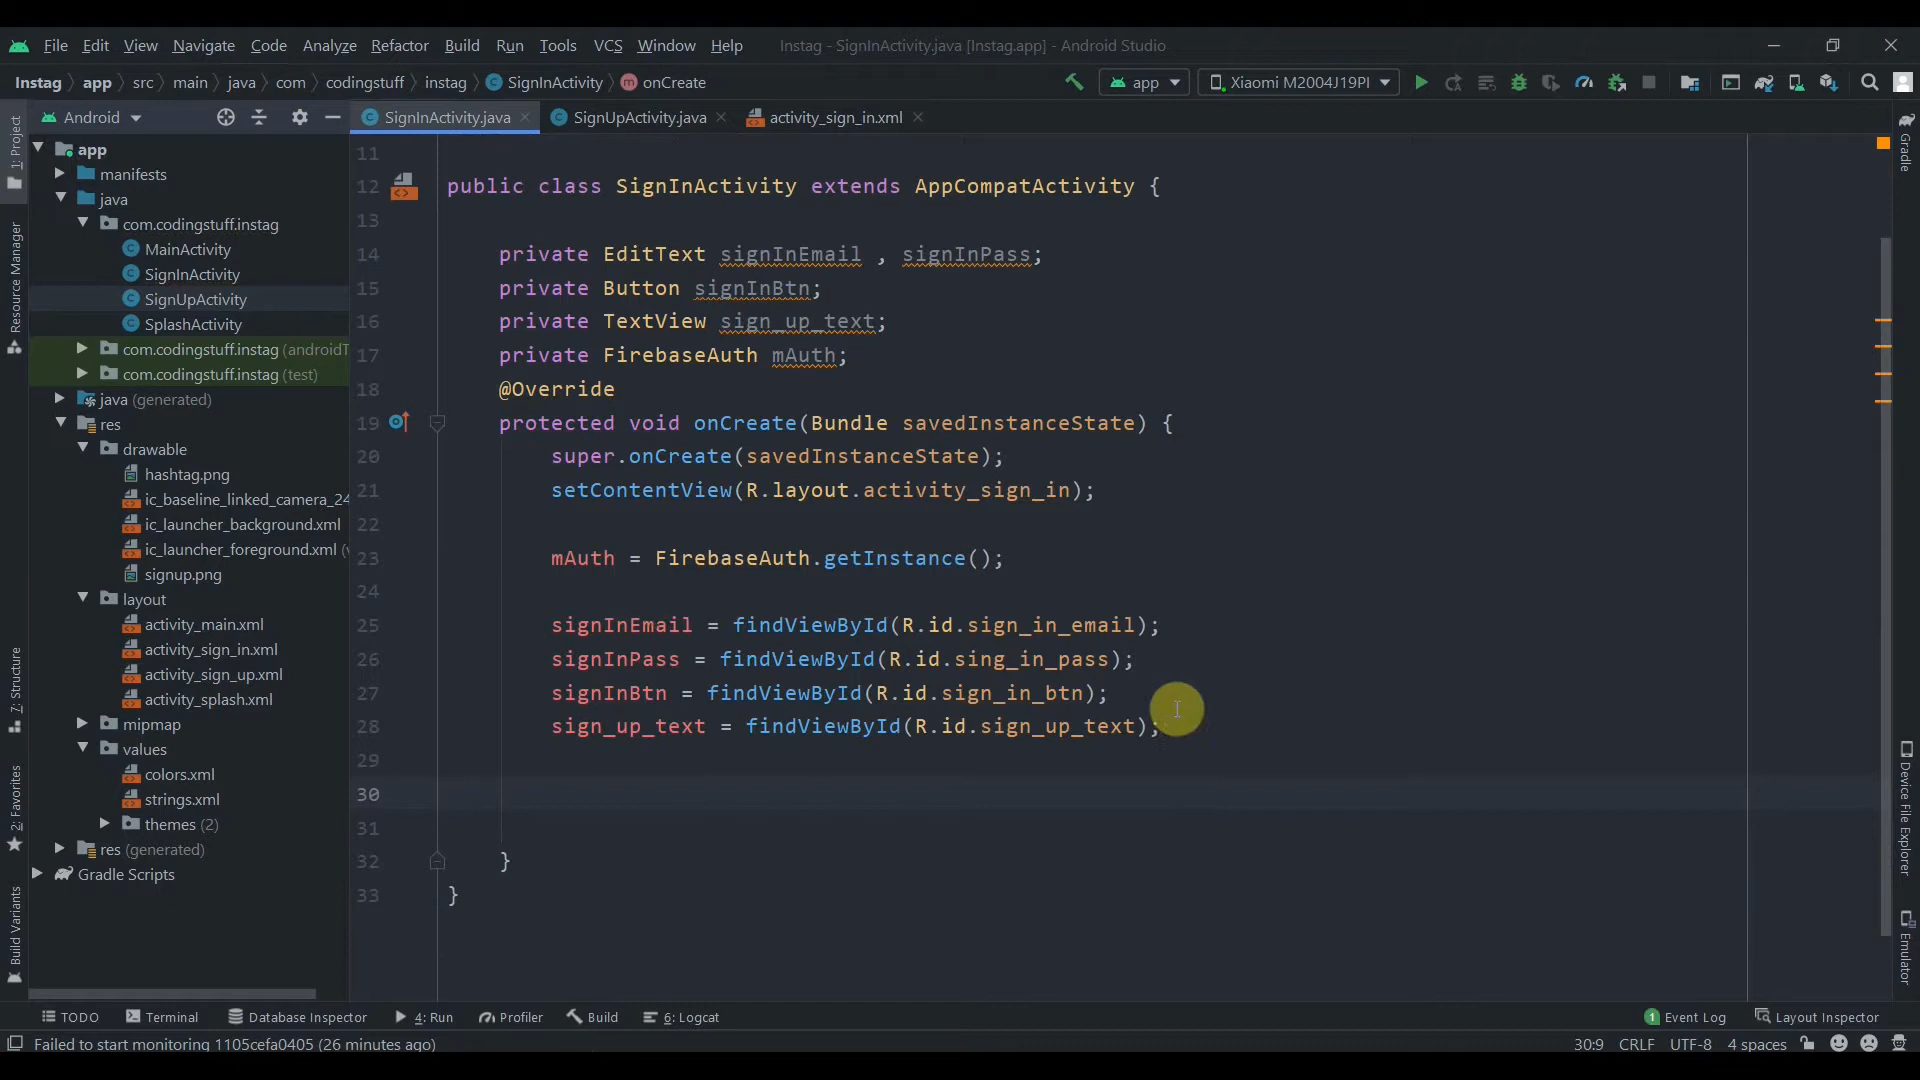 File Edit View Navigate Code Analyze Refactor Build Run Tools VCS Window Help Instag - SignInActivity.java [Instag.app] - Android Studio
Instag app src main java com codingstuff instag SignInActivity onCreate app Xiaomi M2004J19PI
Android SignInActivity.java SignUpActivity.java activity_sign_in.xml
1: Project
Resource Manager
7: Structure
2: Favorites
Build Variants
app
manifests
java
com.codingstuff.instag
MainActivity
SignInActivity
SignUpActivity
SplashActivity
com.codingstuff.instag (androidT
com.codingstuff.instag (test)
java (generated)
res
drawable
hashtag.png
ic_baseline_linked_camera_24
ic_launcher_background.xml
ic_launcher_foreground.xml (v
signup.png
layout
activity_main.xml
activity_sign_in.xml
activity_sign_up.xml
activity_splash.xml
mipmap
values
colors.xml
strings.xml
themes (2)
res (generated)
Gradle Scripts
11
12 public class SignInActivity extends AppCompatActivity {
13
14 private EditText signInEmail , signInPass;
15 private Button signInBtn;
16 private TextView sign_up_text;
17 private FirebaseAuth mAuth;
18 @Override
19 protected void onCreate(Bundle savedInstanceState) {
20 super.onCreate(savedInstanceState);
21 setContentView(R.layout.activity_sign_in);
22
23 mAuth = FirebaseAuth.getInstance();
24
25 signInEmail = findViewById(R.id.sign_in_email);
26 signInPass = findViewById(R.id.sing_in_pass);
27 signInBtn = findViewById(R.id.sign_in_btn);
28 sign_up_text = findViewById(R.id.sign_up_text);
29
30
31
32 }
33 }
Gradle
Device File Explorer
Emulator
TODO Terminal Database Inspector 4: Run Profiler Build 6: Logcat 1 Event Log Layout Inspector
Failed to start monitoring 1105cefa0405 (26 minutes ago) 30:9 CRLF UTF-8 4 spaces